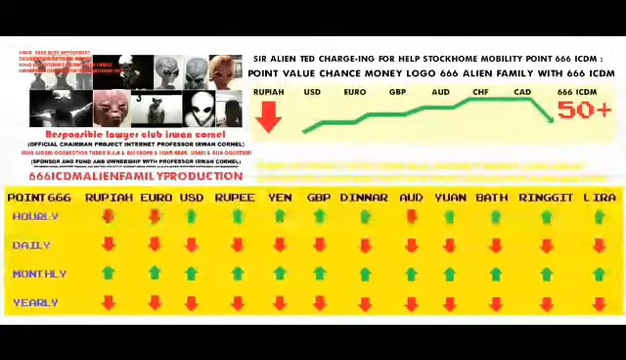 SIR ALIEN TED CHARGE-ING FOR HELP STOCKHOME MOBILITY POINT 666 ICDM :
POINT VALUE CHANCE MONEY LOGO 666 ALIEN FAMILY WITH 666 ICDM
RUPIAH USD EURO GBP AUD CHF CAD 666 ICDM
50+
Responsible lawyer club irwan cornel
(OFFICIAL CHAIRMAN PROJECT INTERNET PROFESOR IRWAN CORNEL)
(SPONSOR AND FUND AND OWNERSHIP WITH PROFESOR IRWAN CORNEL)
666ICDMALIENFAMILYPRODUCTION
POINT666 RUPIAH EURO USD RUPEE YEN GBP DINNAR AUD YUAN BATH RINGGIT LIRA
HOURLY
DAILY
MONTHLY
YEARLY